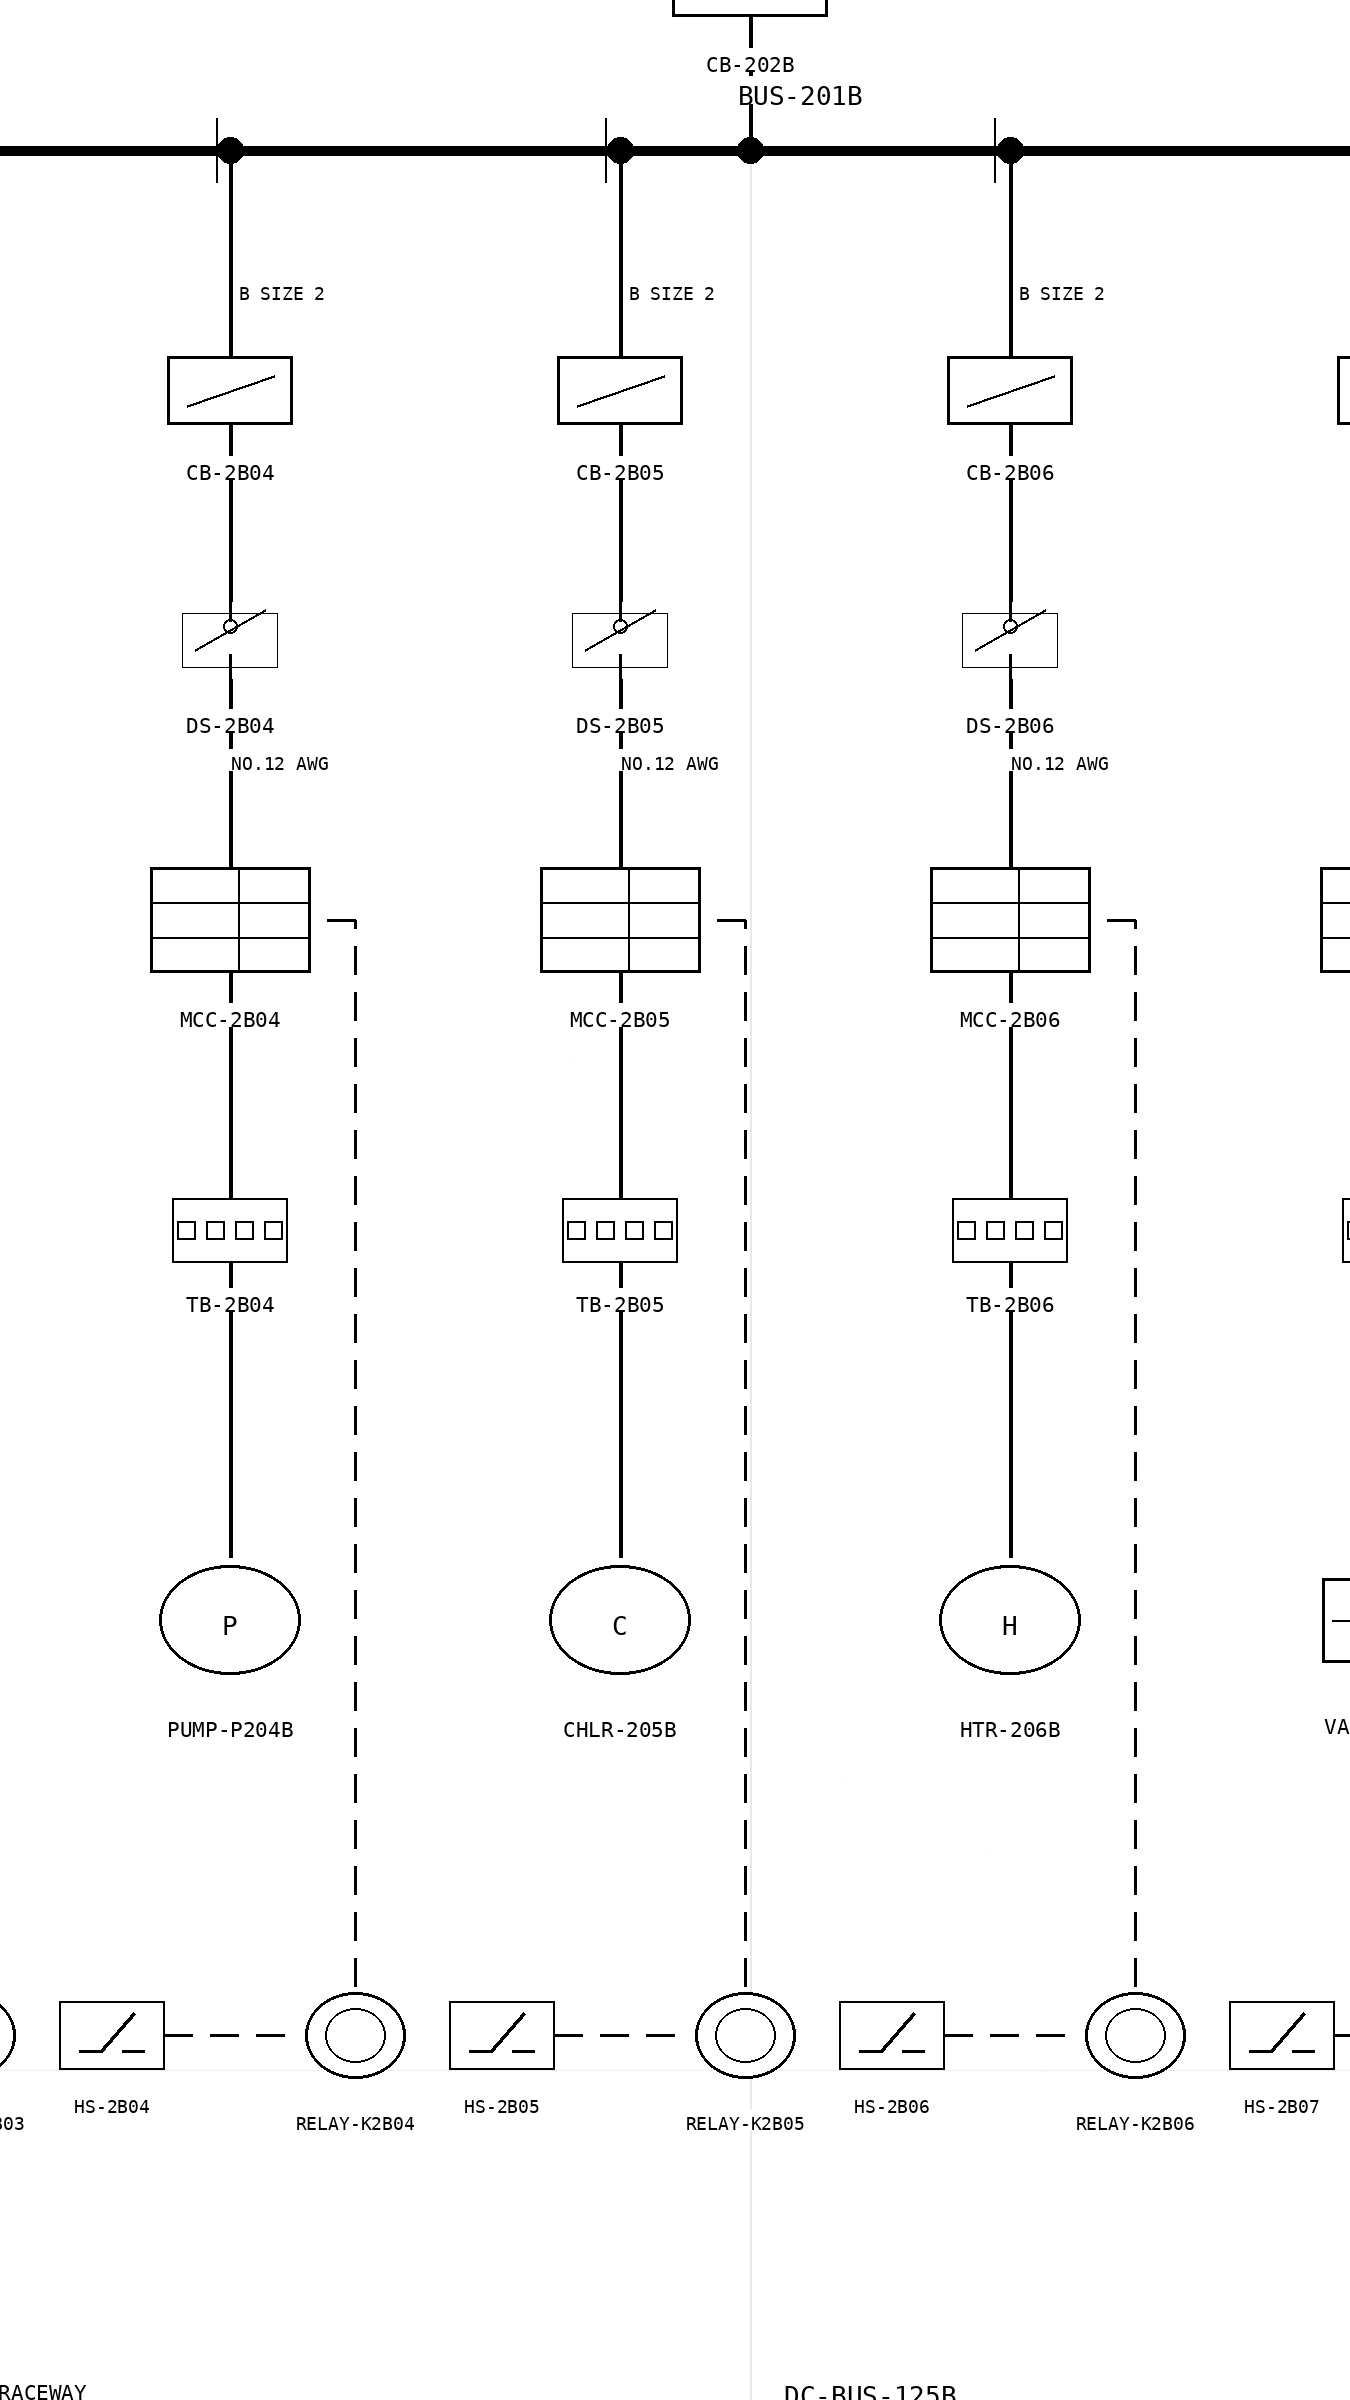 CB-202B
BUS-201B
B SIZE 2
B SIZE 2
B SIZE 2
CB-2B04
CB-2B05
CB-2B06
DS-2B04
DS-2B05
DS-2B06
NO.12 AWG
NO.12 AWG
NO.12 AWG
MCC-2B04
MCC-2B05
MCC-2B06
TB-2B04
TB-2B05
TB-2B06
P
C
H
PUMP-P204B
CHLR-205B
HTR-206B
VA
HS-2B04
HS-2B05
HS-2B06
HS-2B07
B03
RELAY-K2B04
RELAY-K2B05
RELAY-K2B06
RACEWAY
DC-BUS-125B